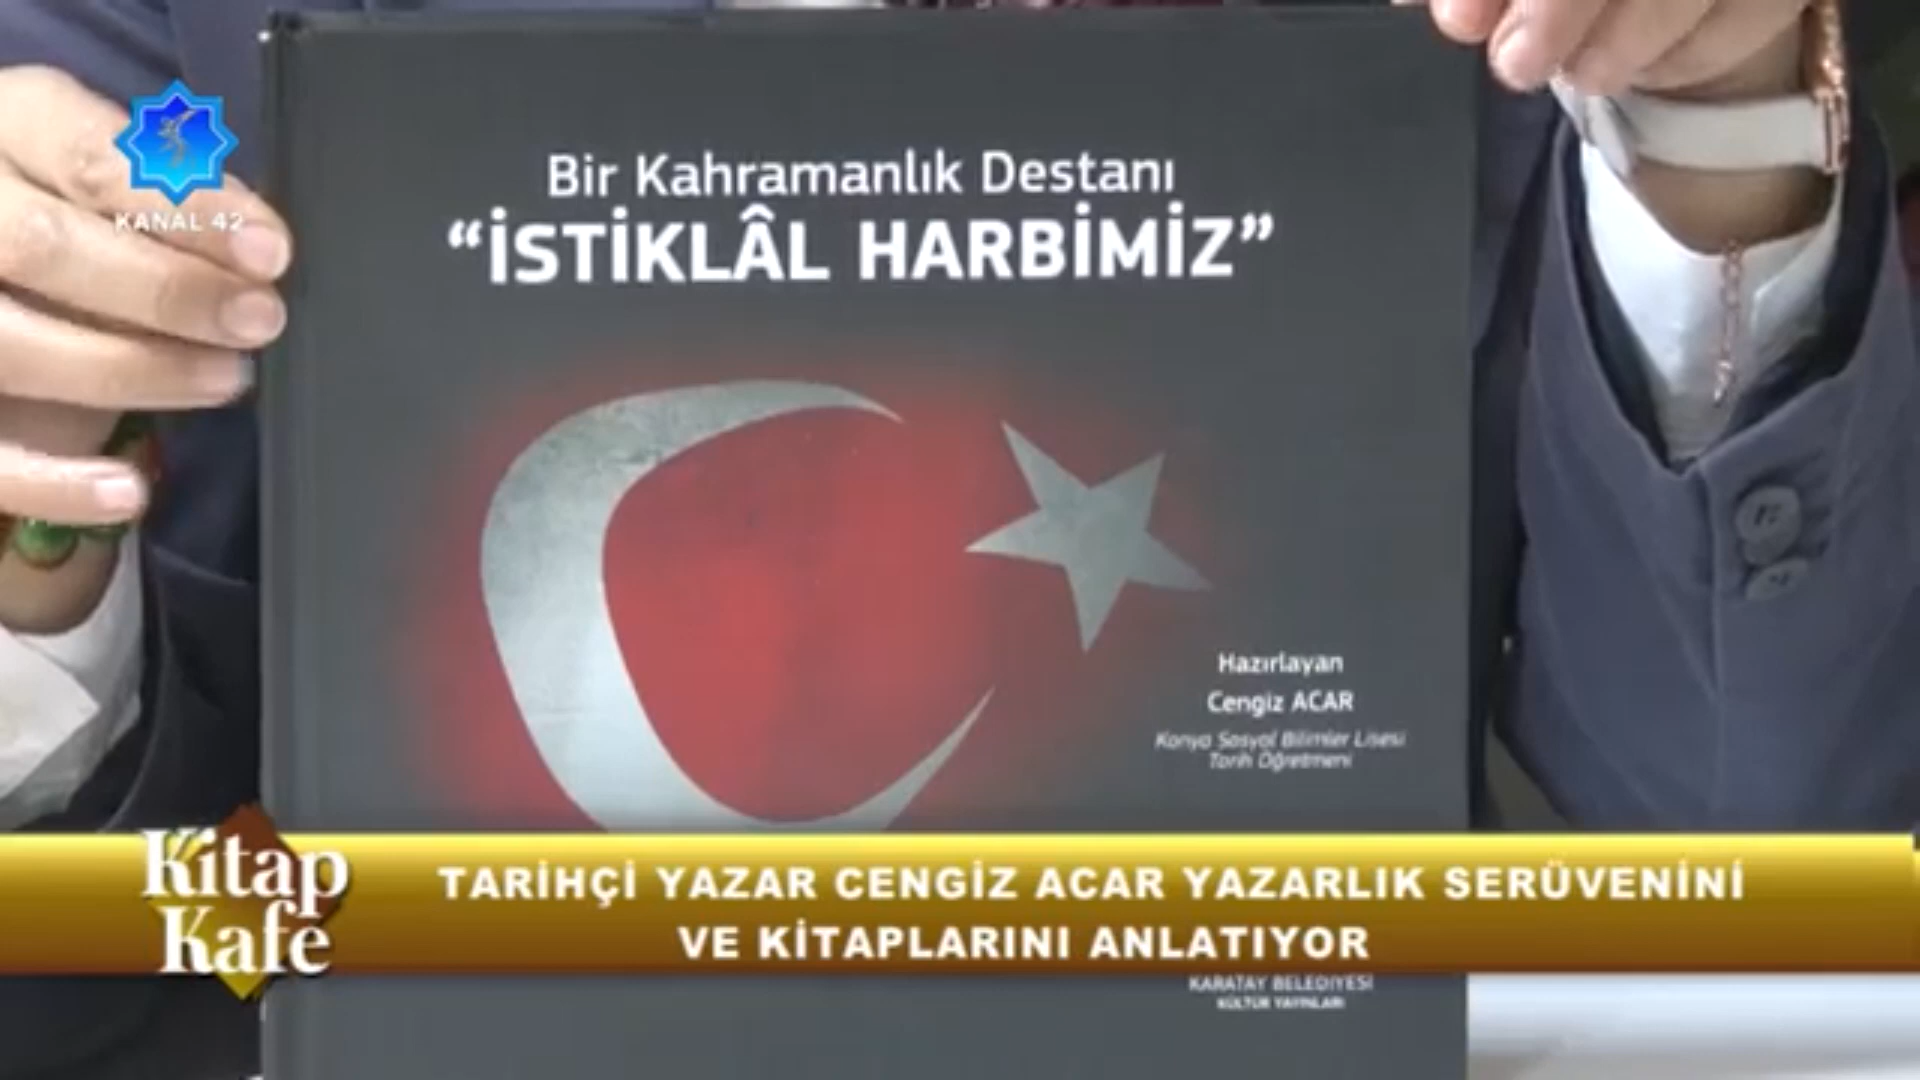 KANAL 42
Bir Kahramanlık Destanı
“İSTİKLÂL HARBİMİZ”
Hazırlayan
Cengiz ACAR
Konya Sosyal Bilimler Lisesi
Tarih Öğretmeni
Kitap
Kafe
TARİHÇİ YAZAR CENGİZ ACAR YAZARLIK SERÜVENİNİ
VE KİTAPLARINI ANLATIYOR
KARATAY BELEDİYESİ
KÜLTÜR YAYINLARI